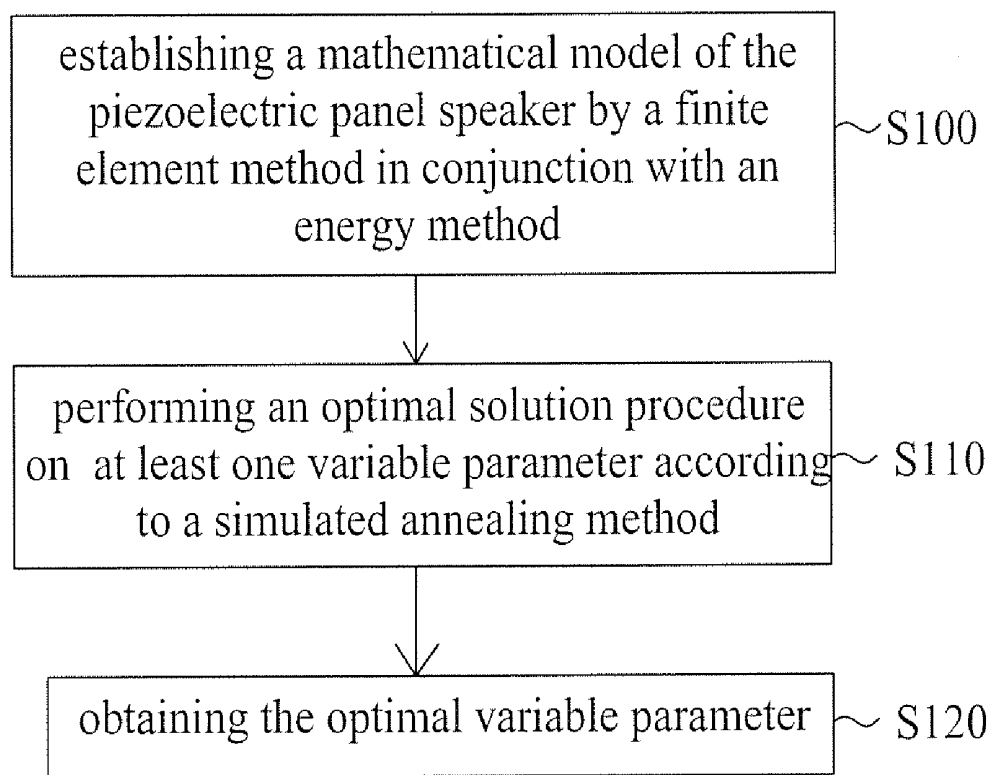 establishing a mathematical model of the
piezoelectric panel speaker by a finite
element method in conjunction with an
energy method
S100
performing an optimal solution procedure
on at least one variable parameter according
to a simulated annealing method
S110
obtaining the optimal variable parameter
S120